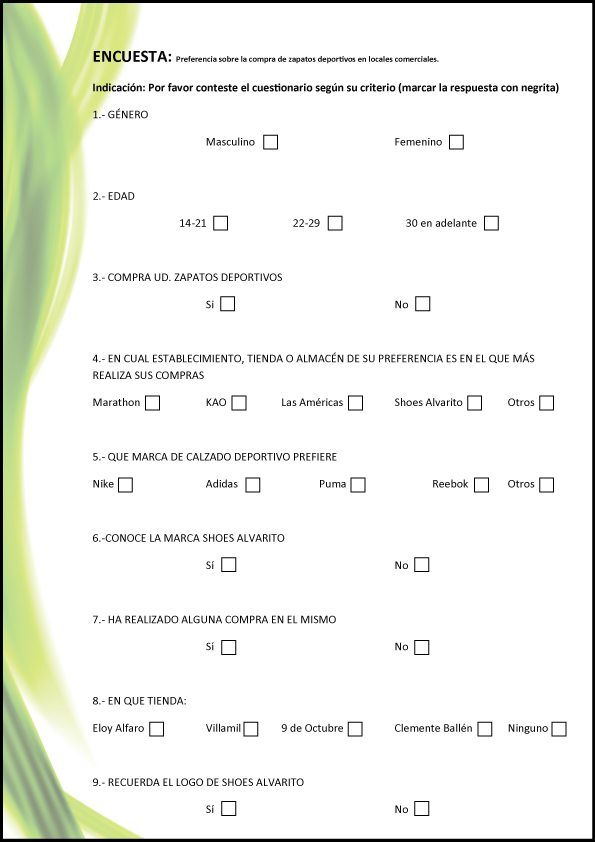 ENCUESTA: Preferencia sobre la compra de zapatos deportivos en locales comerciales.
Indicación: Por favor conteste el cuestionario según su criterio (marcar la respuesta con negrita)
1.- GÉNERO
Masculino Femenino
2.- EDAD
14-21 22-29 30 en adelante
3.- COMPRA UD. ZAPATOS DEPORTIVOS
Sí No
4.- EN CUAL ESTABLECIMIENTO, TIENDA O ALMACÉN DE SU PREFERENCIA ES EN EL QUE MÁS
REALIZA SUS COMPRAS
Marathon KAO Las Américas Shoes Alvarito Otros
5.- QUE MARCA DE CALZADO DEPORTIVO PREFIERE
Nike Adidas Puma Reebok Otros
6.-CONOCE LA MARCA SHOES ALVARITO
Sí No
7.- HA REALIZADO ALGUNA COMPRA EN EL MISMO
Sí No
8.- EN QUE TIENDA:
Eloy Alfaro Villamil 9 de Octubre Clemente Ballén Ninguno
9.- RECUERDA EL LOGO DE SHOES ALVARITO
Sí No